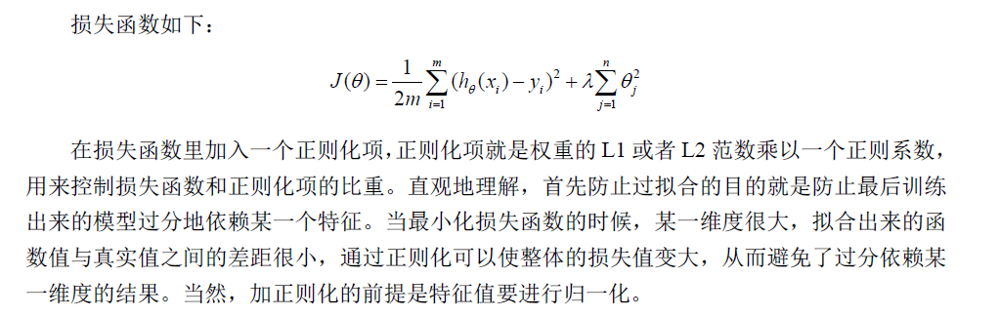 损失函数如下：
J(θ) = \frac{1}{2m} \sum_{i=1}^{m} (h_θ(x_i) − y_i)^2 + λ \sum_{j=1}^{n} θ_j^2
在损失函数里加入一个正则化项，正则化项就是权重的 L1 或者 L2 范数乘以一个正则系数，
用来控制损失函数和正则化项的比重。直观地理解，首先防止过拟合的目的就是防止最后训练
出来的模型过分地依赖某一个特征。当最小化损失函数的时候，某一维度很大，拟合出来的函
数值与真实值之间的差距很小，通过正则化可以使整体的损失值变大，从而避免了过分依赖某
一维度的结果。当然，加正则化的前提是特征值要进行归一化。